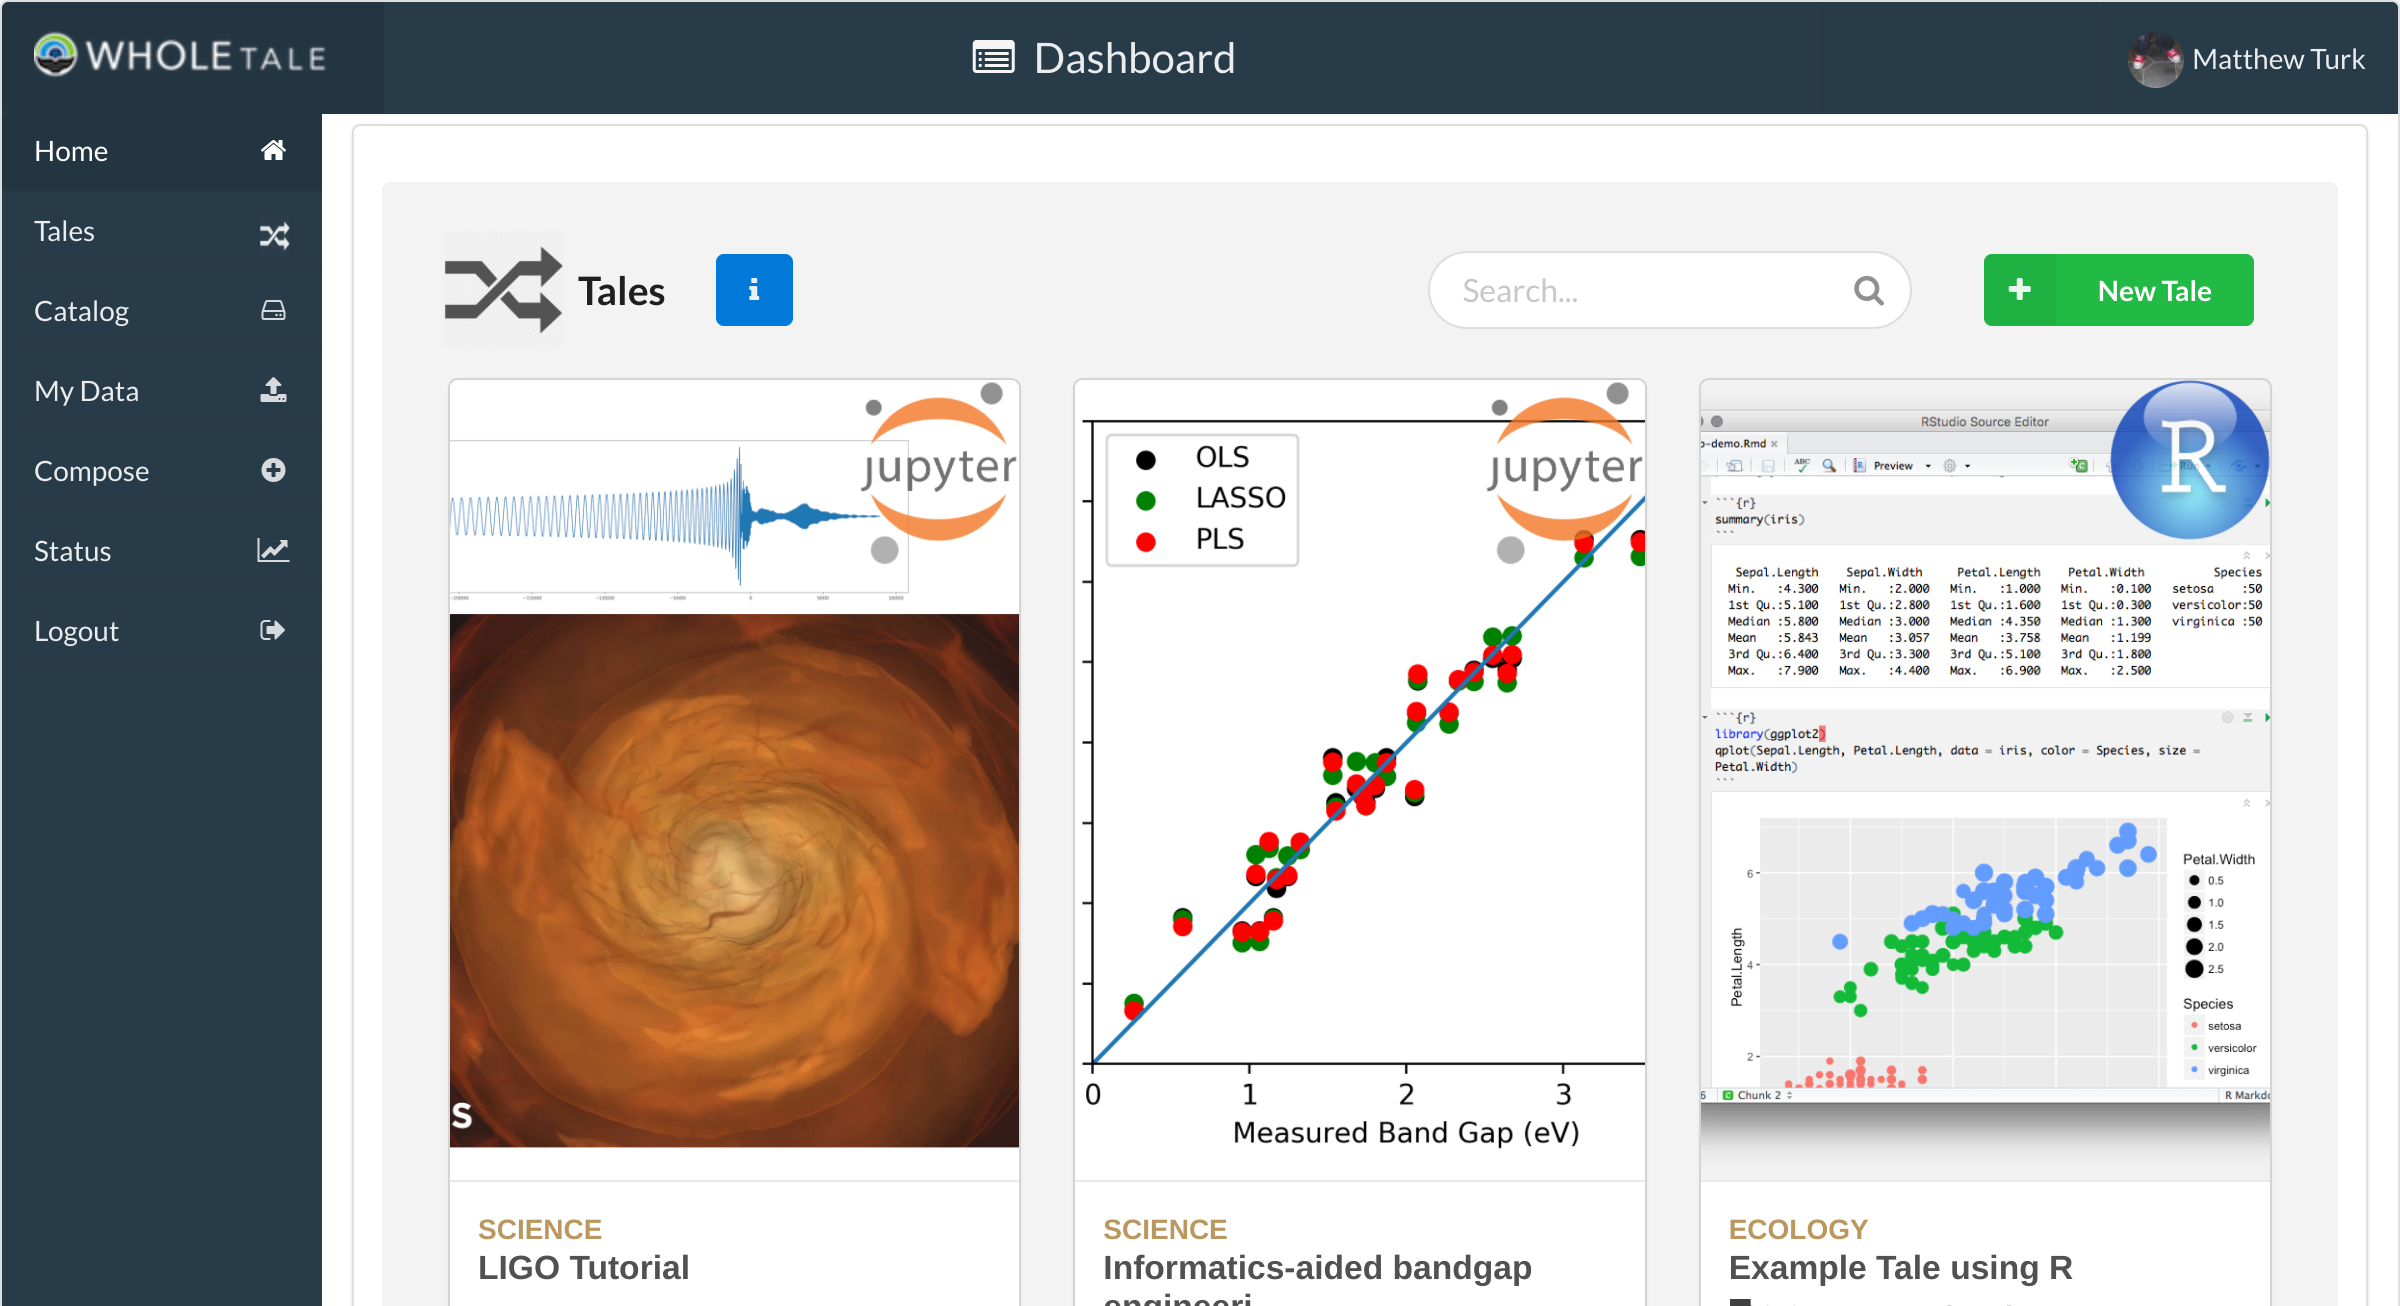 WHOLETALE
Dashboard
Matthew Turk
Home
Tales
Catalog
My Data
Compose
Status
Logout
Tales
Search...
New Tale
jupyter
-15000 -10000 -5000 0 5000 10000
S
OLS
LASSO
PLS
jupyter
0 1 2 3
Measured Band Gap (eV)
R
RStudio Source Editor
o-demo.Rmd
ABC
Preview
```{r}
summary(iris)
```
Sepal.Length Sepal.Width Petal.Length Petal.Width Species
Min. :4.300 Min. :2.000 Min. :1.000 Min. :0.100 setosa :50
1st Qu.:5.100 1st Qu.:2.800 1st Qu.:1.600 1st Qu.:0.300 versicolor:50
Median :5.800 Median :3.000 Median :4.350 Median :1.300 virginica :50
Mean :5.843 Mean :3.057 Mean :3.758 Mean :1.199
3rd Qu.:6.400 3rd Qu.:3.300 3rd Qu.:5.100 3rd Qu.:1.800
Max. :7.900 Max. :4.400 Max. :6.900 Max. :2.500
```{r}
library(ggplot2)
qplot(Sepal.Length, Petal.Length, data = iris, color = Species, size =
Petal.Width)
```
Petal.Length
6
4
2
Petal.Width
0.5
1.0
1.5
2.0
2.5
Species
setosa
versicolor
virginica
6 C Chunk 2
R Markdo
SCIENCE
LIGO Tutorial
SCIENCE
Informatics-aided bandgap
engineeri
ECOLOGY
Example Tale using R